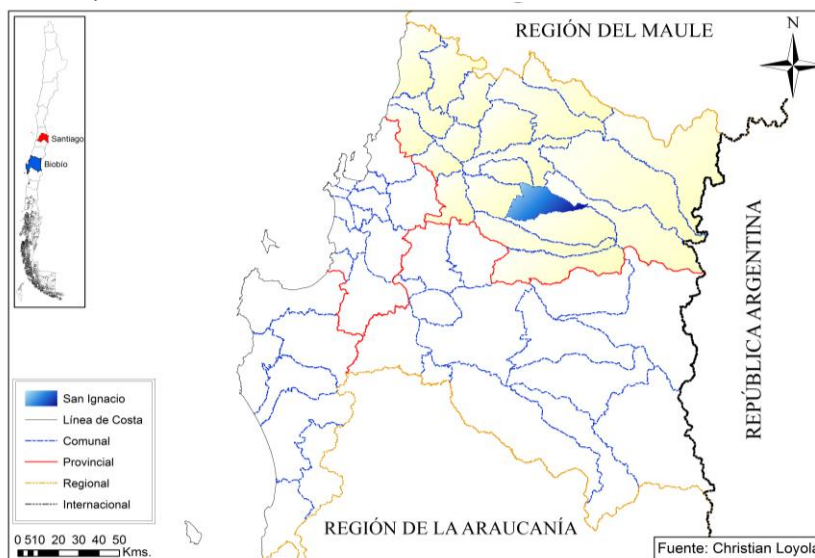 REGIÓN DEL MAULE
N
Santiago
Biobío
REPÚBLICA ARGENTINA
San Ignacio
Línea de Costa
Comunal
Provincial
Regional
Internacional
0 5 10 20 30 40 50
Kms.
REGIÓN DE LA ARAUCANÍA
Fuente: Christian Loyola